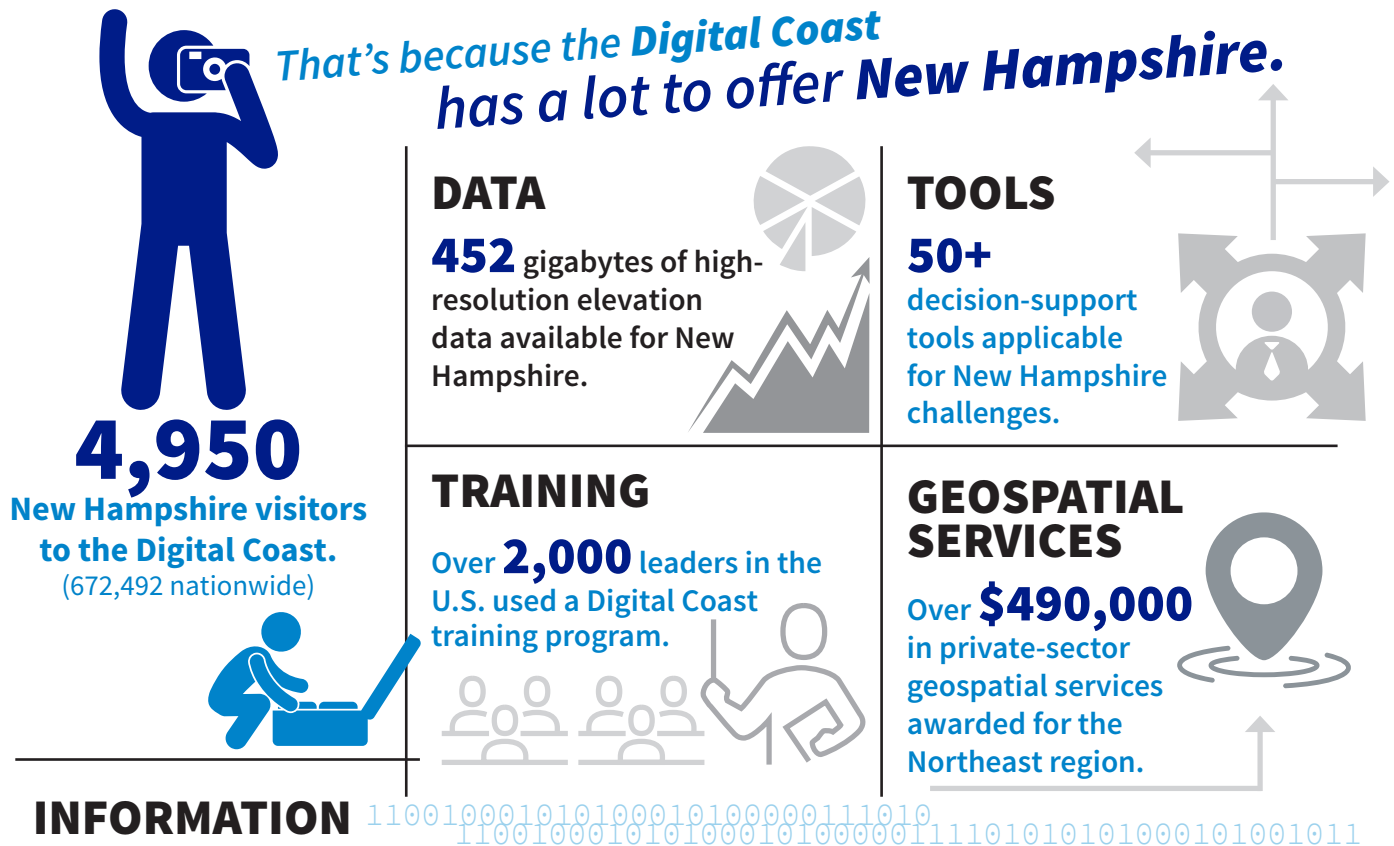 That's because the Digital Coast
has a lot to offer New Hampshire.
4,950
New Hampshire visitors
to the Digital Coast.
(672,492 nationwide)
DATA
452 gigabytes of high-
resolution elevation
data available for New
Hampshire.
TOOLS
50+
decision-support
tools applicable
for New Hampshire
challenges.
TRAINING
Over 2,000 leaders in the
U.S. used a Digital Coast
training program.
GEOSPATIAL
SERVICES
Over $490,000
in private-sector
geospatial services
awarded for the
Northeast region.
INFORMATION